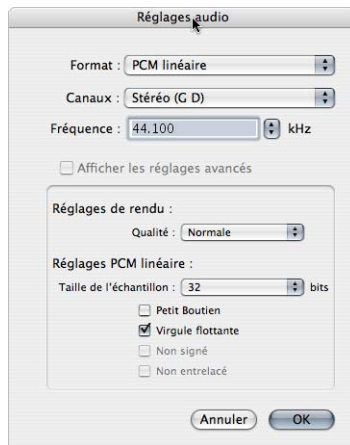 Réglages audio
Format : PCM linéaire
Canaux : Stéréo (G D)
Fréquence : 44.100 kHz
Afficher les réglages avancés
Réglages de rendu :
Qualité : Normale
Réglages PCM linéaire :
Taille de l'échantillon : 32 bits
Petit Boutien
Virgule flottante
Non signé
Non entrelacé
Annuler OK